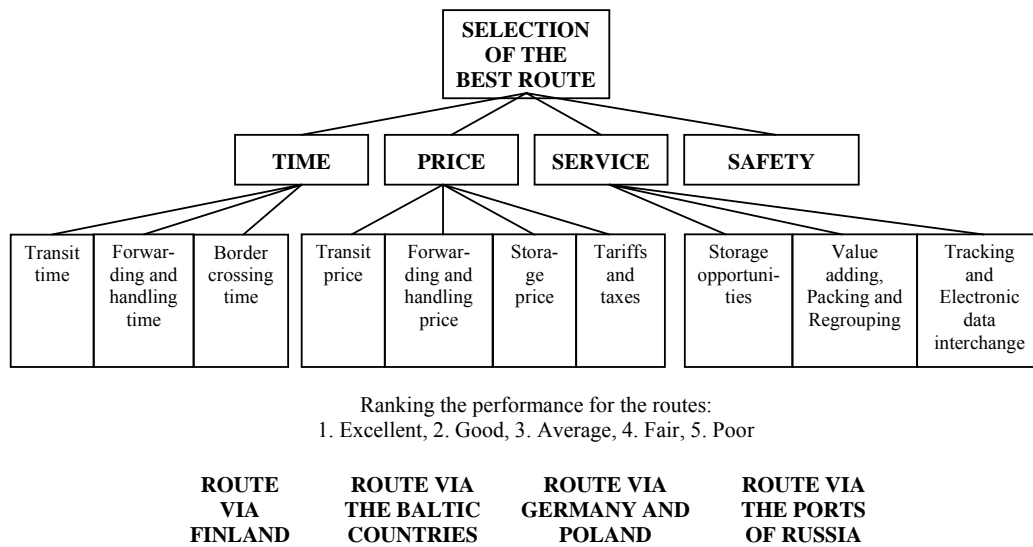 SELECTION
OF THE
BEST ROUTE
TIME
PRICE
SERVICE
SAFETY
Transit
time
Forwar-
ding and
handling
time
Border
crossing
time
Transit
price
Forwar-
ding and
handling
price
Stora-
ge
price
Tariffs
and
taxes
Storage
opportuni-
ties
Value
adding,
Packing and
Regrouping
Tracking
and
Electronic
data
interchange
Ranking the performance for the routes:
1. Excellent, 2. Good, 3. Average, 4. Fair, 5. Poor
ROUTE
VIA
FINLAND
ROUTE VIA
THE BALTIC
COUNTRIES
ROUTE VIA
GERMANY AND
POLAND
ROUTE VIA
THE PORTS
OF RUSSIA